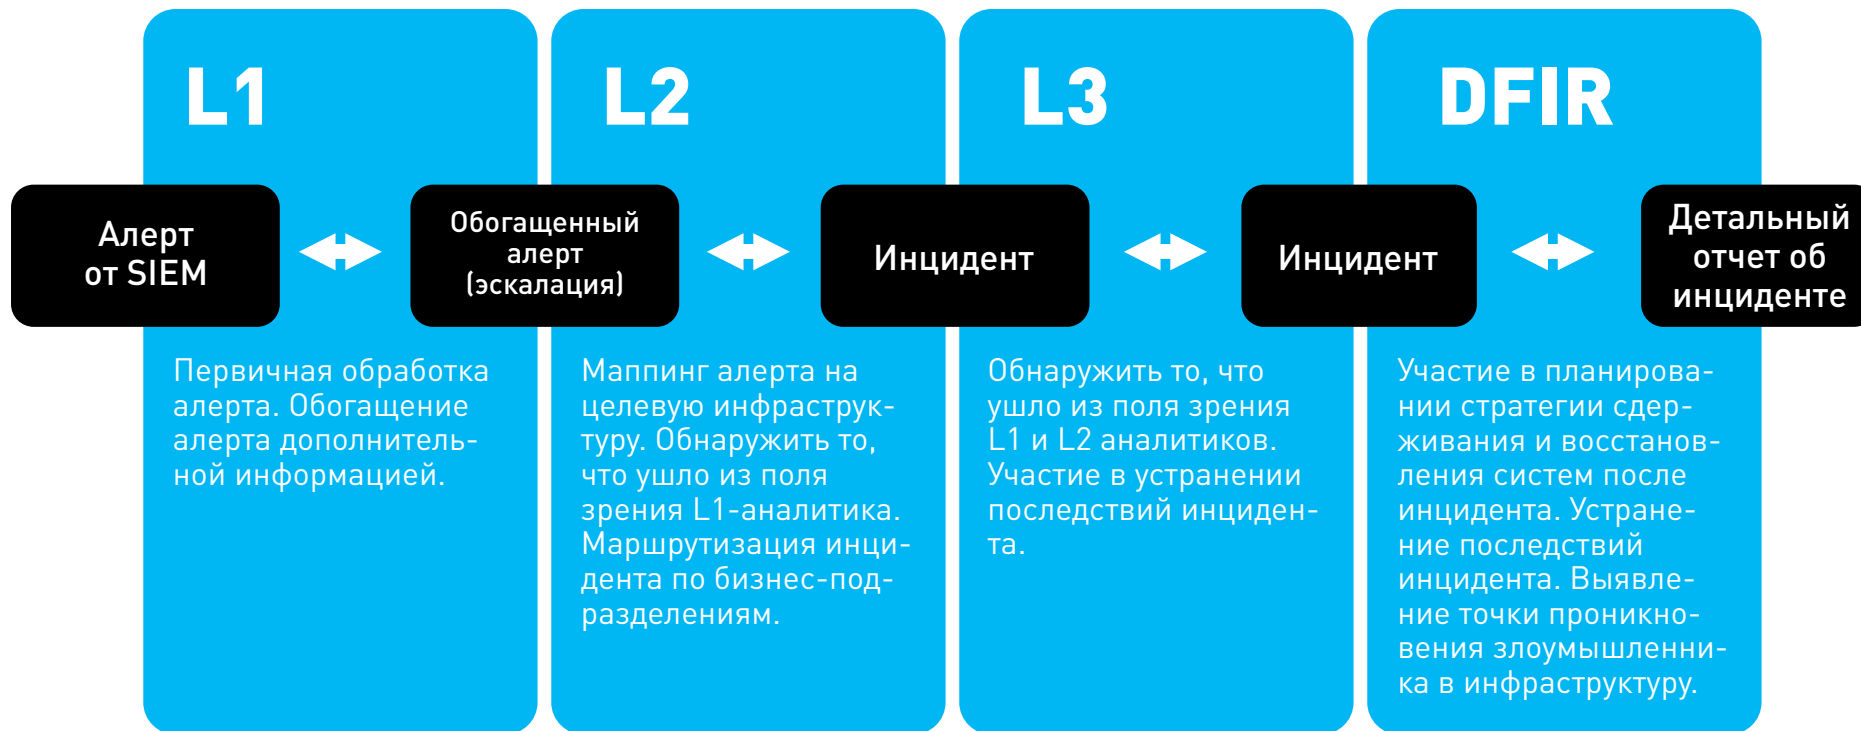 L1
L2
L3
DFIR
Алерт
от SIEM
Обогащенный
алерт
(эскалация)
Инцидент
Инцидент
Детальный
отчет об
инциденте
Первичная обработка
алерта. Обогащение
алерта дополнитель-
ной информацией.
Маппинг алерта на
целевую инфраструк-
туру. Обнаружить то,
что ушло из поля
зрения L1-аналитика.
Маршрутизация инци-
дента по бизнес-под-
разделениям.
Обнаружить то, что
ушло из поля зрения
L1 и L2 аналитиков.
Участие в устранении
последствий инциден-
та.
Участие в планирова-
нии стратегии сдер-
живания и восстанов-
ления систем после
инцидента. Устране-
ние последствий
инцидента. Выявле-
ние точки проникно-
вения злоумышленни-
ка в инфраструктуру.